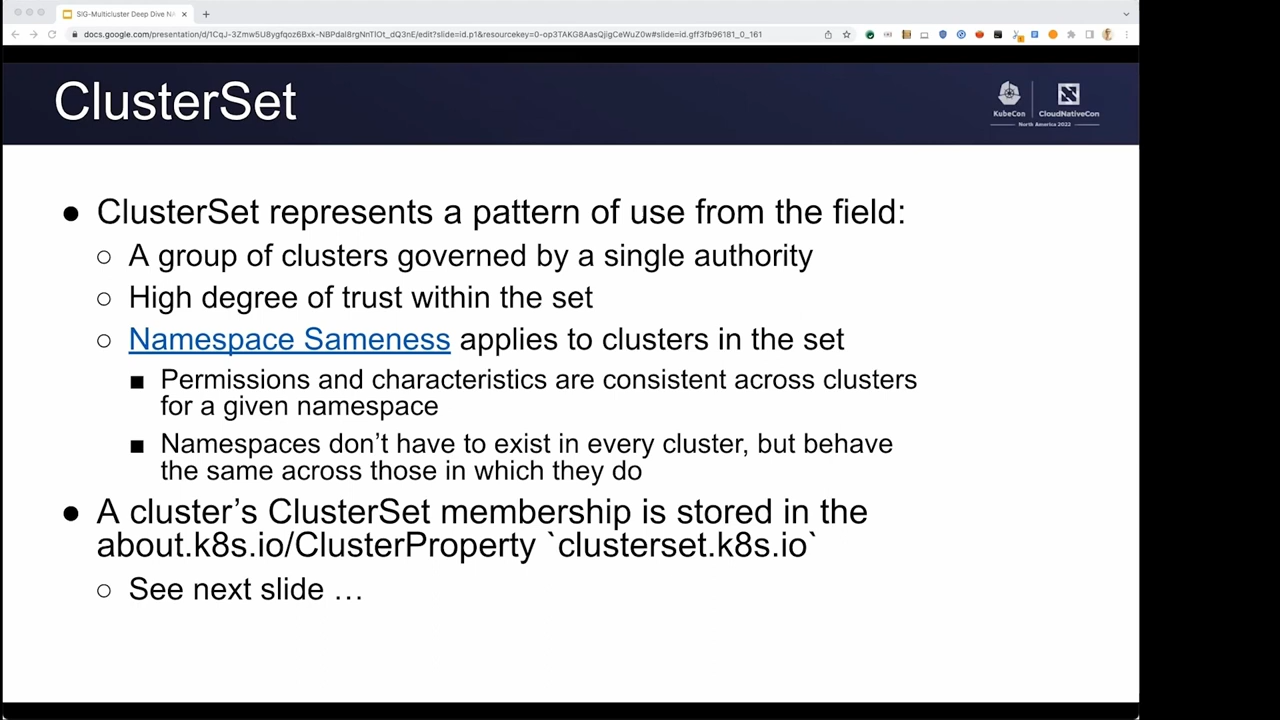 SIG-Multicluster Deep Dive NA
docs.google.com/presentation/d/1CqJ-3Zmw5U8ygfqoz6Bxk-NBPdal8rgNnTlOt_dQ3nE/edit?slide=id.p1&resourcekey=0-op3TAKG8AasQjigCeWuZ0w#slide=id.gff3fb96181_0_161
ClusterSet
KubeCon
CloudNativeCon
North America 2022
● ClusterSet represents a pattern of use from the field:
○ A group of clusters governed by a single authority
○ High degree of trust within the set
○ Namespace Sameness applies to clusters in the set
■ Permissions and characteristics are consistent across clusters
for a given namespace
■ Namespaces don’t have to exist in every cluster, but behave
the same across those in which they do
● A cluster’s ClusterSet membership is stored in the
about.k8s.io/ClusterProperty `clusterset.k8s.io`
○ See next slide …